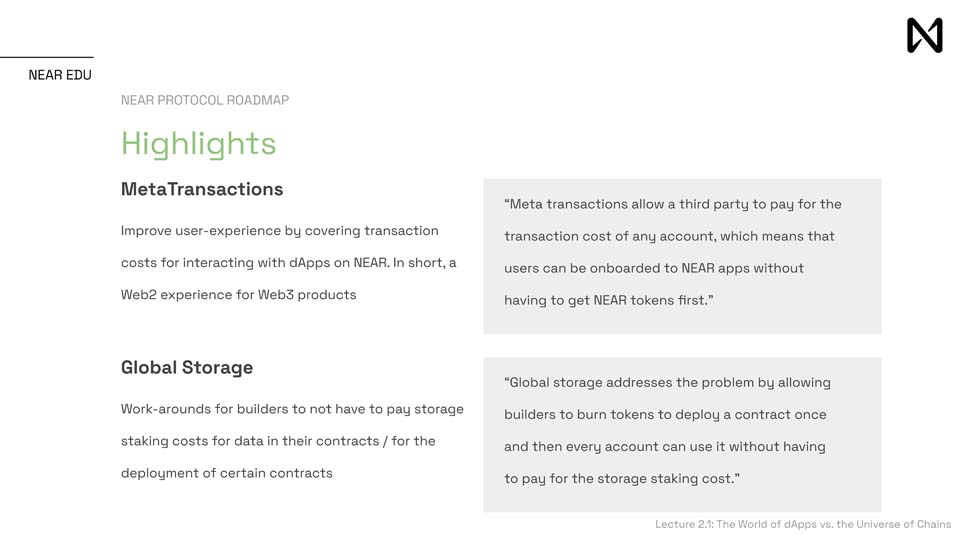 NEAR EDU
NEAR PROTOCOL ROADMAP
Highlights
MetaTransactions
Improve user-experience by covering transaction
costs for interacting with dApps on NEAR. In short, a
Web2 experience for Web3 products
“Meta transactions allow a third party to pay for the
transaction cost of any account, which means that
users can be onboarded to NEAR apps without
having to get NEAR tokens first.”
Global Storage
Work-arounds for builders to not have to pay storage
staking costs for data in their contracts / for the
deployment of certain contracts
“Global storage addresses the problem by allowing
builders to burn tokens to deploy a contract once
and then every account can use it without having
to pay for the storage staking cost.”
Lecture 2.1: The World of dApps vs. the Universe of Chains